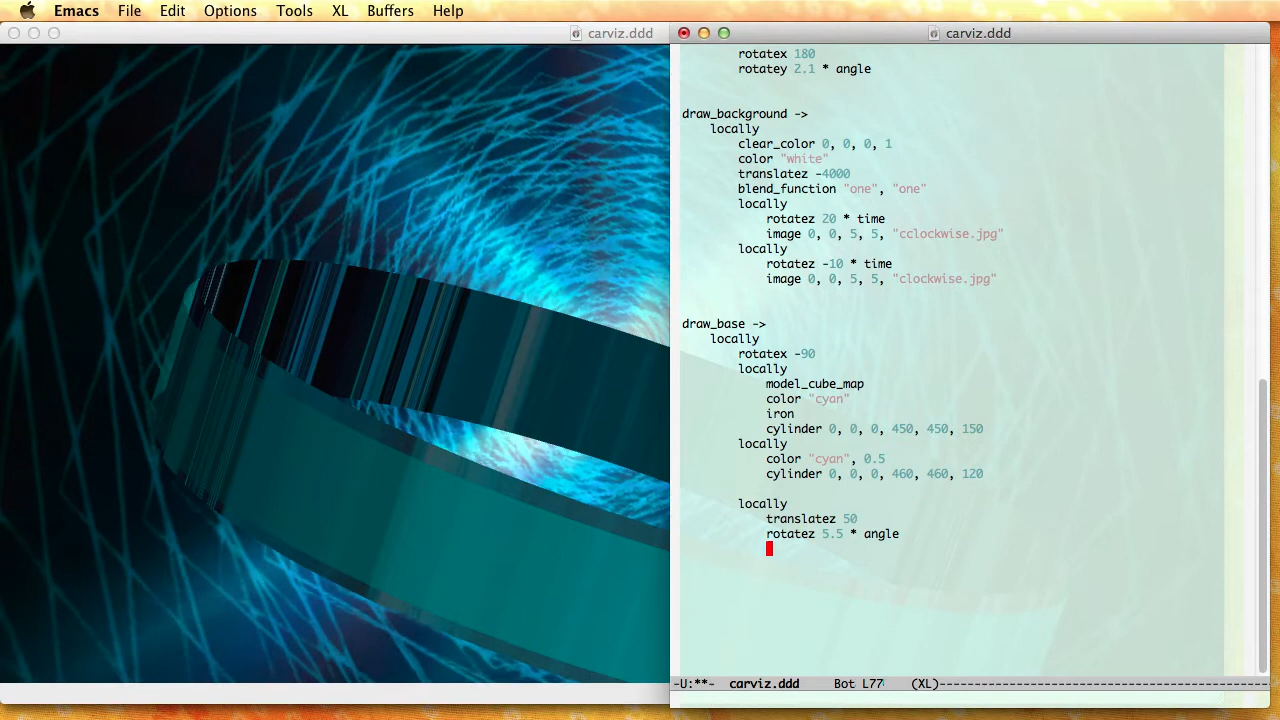 Emacs File Edit Options Tools XL Buffers Help
carviz.ddd
carviz.ddd
rotatex 180
rotatey 2.1 * angle
draw_background ->
locally
clear_color 0, 0, 0, 1
color "white"
translatez -4000
blend_function "one", "one"
locally
rotatez 20 * time
image 0, 0, 5, 5, "cclockwise.jpg"
locally
rotatez -10 * time
image 0, 0, 5, 5, "clockwise.jpg"
draw_base ->
locally
rotatex -90
locally
model_cube_map
color "cyan"
iron
cylinder 0, 0, 0, 450, 450, 150
locally
color "cyan", 0.5
cylinder 0, 0, 0, 460, 460, 120
locally
translatez 50
rotatez 5.5 * angle
-U:**- carviz.ddd Bot L77 (XL)--------------------------------------------------